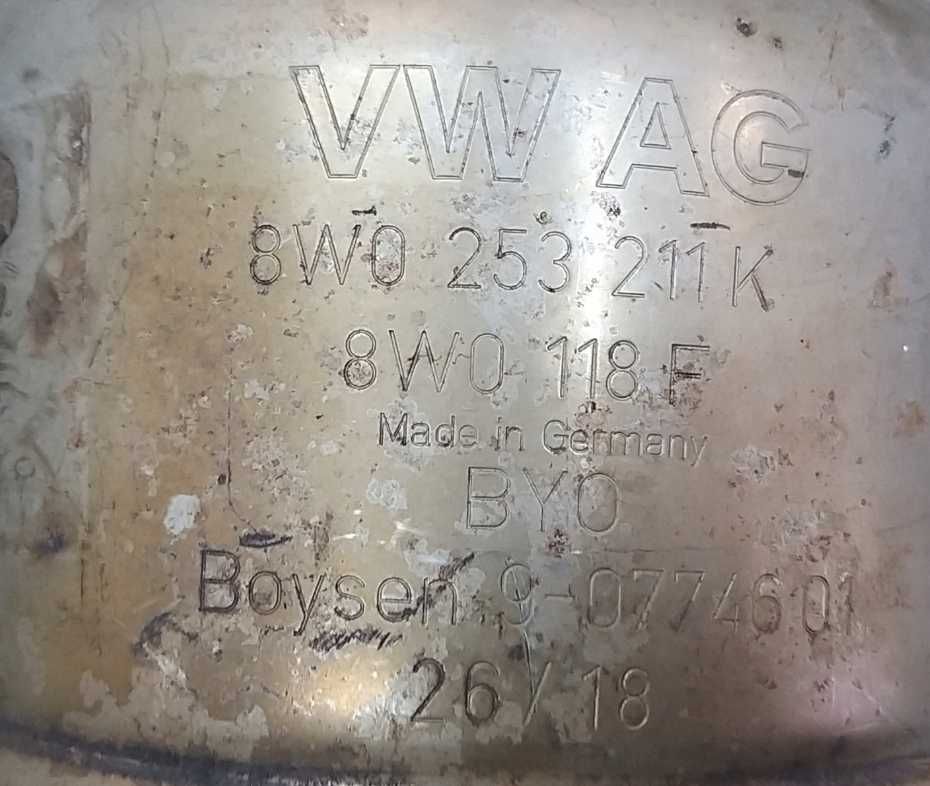 VW AG
8W0 253 211 K
8W0 118 F
Made in Germany
BYO
Boysen 9-0774601
26/18